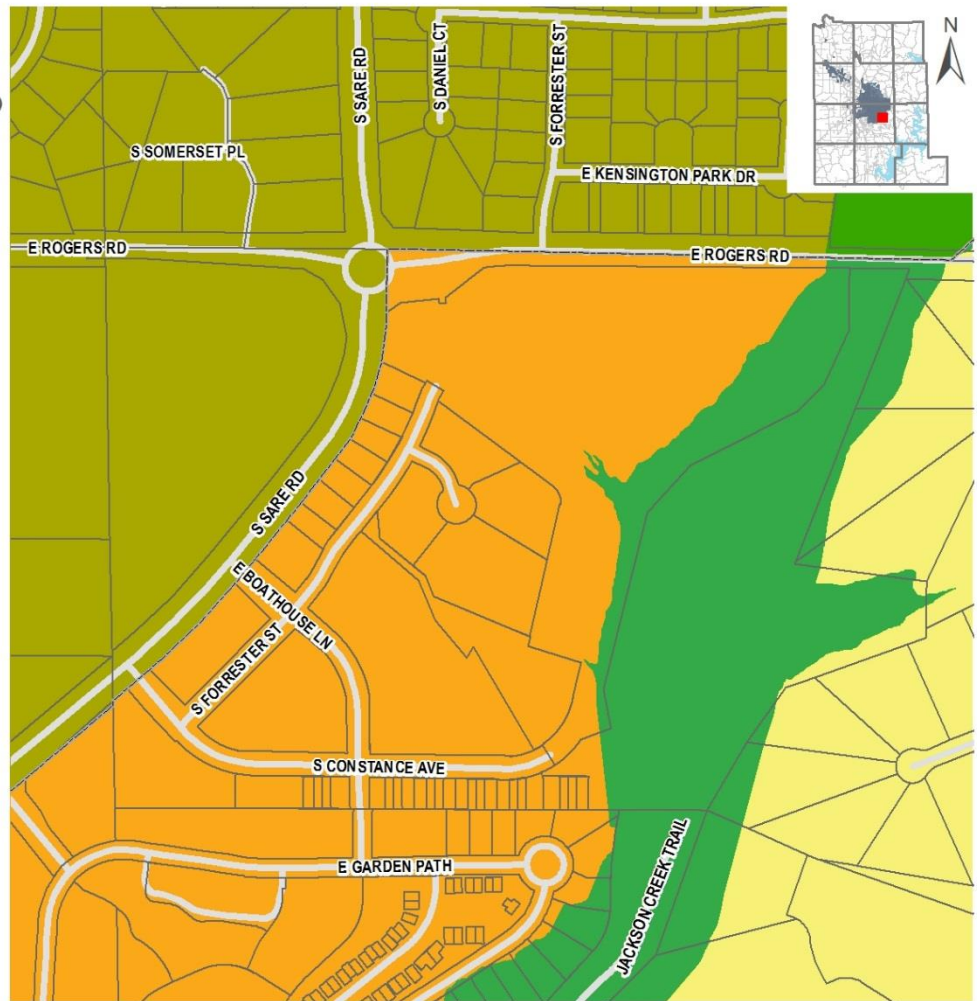 N
S SARE RD
S DANIEL CT
S FORRESTER ST
S SOMERSET PL
E KENSINGTON PARK DR
E ROGERS RD
E ROGERS RD
S SARE RD
E BOATHOUSE LN
S FORRESTER ST
S CONSTANCE AVE
E GARDEN PATH
JACKSON CREEK TRAIL